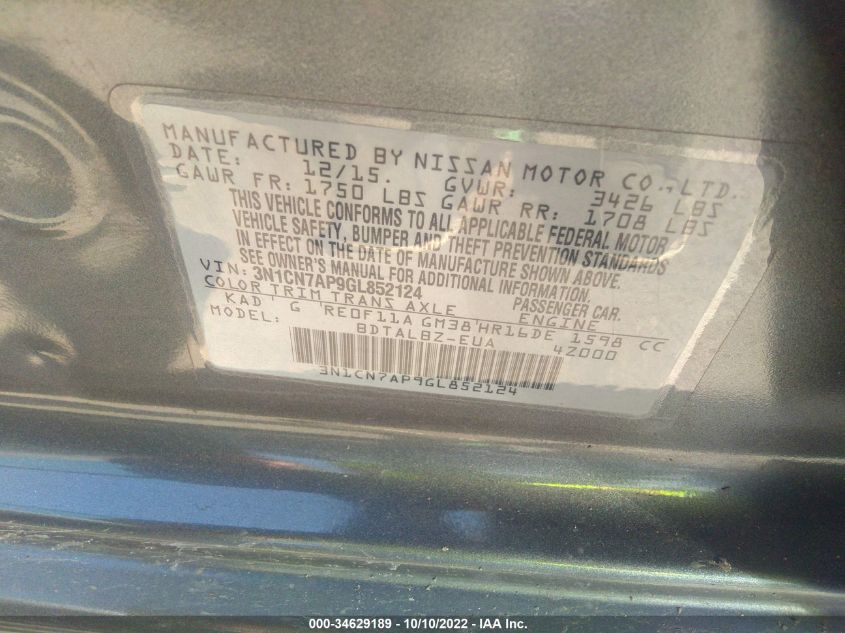 MANUFACTURED BY NISSAN MOTOR CO.,LTD.
DATE: 12/15. GVWR: 3426 LBS
GAWR FR: 1750 LBS GAWR RR: 1708 LBS
THIS VEHICLE CONFORMS TO ALL APPLICABLE FEDERAL MOTOR
VEHICLE SAFETY, BUMPER AND THEFT PREVENTION STANDARDS
IN EFFECT ON THE DATE OF MANUFACTURE SHOWN ABOVE.
SEE OWNER'S MANUAL FOR ADDITIONAL INFORMATION.
VIN: 3N1CN7AP9GL852124 PASSENGER CAR.
COLOR TRIM TRANS AXLE ENGINE
KAD ' G 'RE0F11A GM38'HR16DE 1598 CC
MODEL: BDTALBZ-EUA 4Z000
3N1CN7AP9GL852124
000-34629189 - 10/10/2022 - IAA Inc.